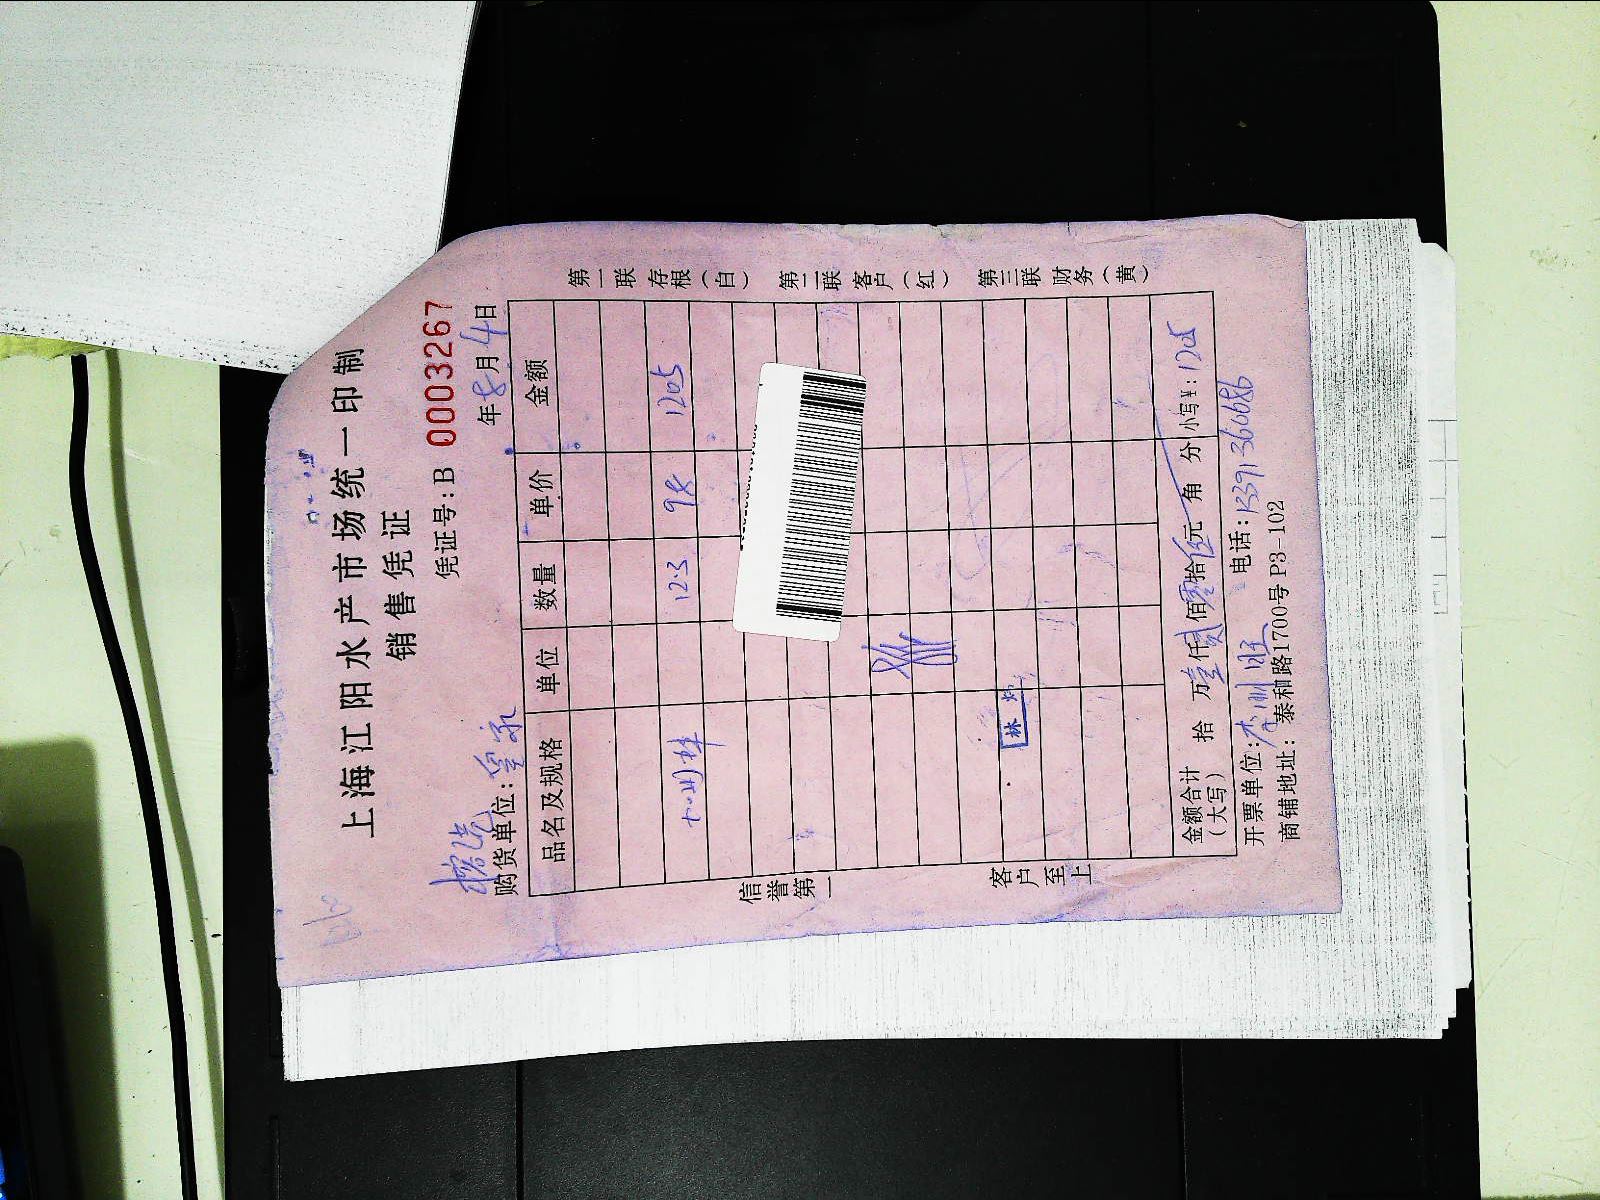 上海江阳水产市场统一印制
销售凭证
凭证号:B 0003267
购货单位: 年8月4日
品名及规格 单位 数量 单价 金额
12.3 98 1205
第一联 存根(白) 第二联 客户(红) 第三联 财务(黄)
信誉第一
客户至上
林
金额合计(大写) 拾 万壹仟贰佰零拾伍元 角 分 小写¥:1205
开票单位: 电话:13391366686
商铺地址:泰和路1700号P3-102